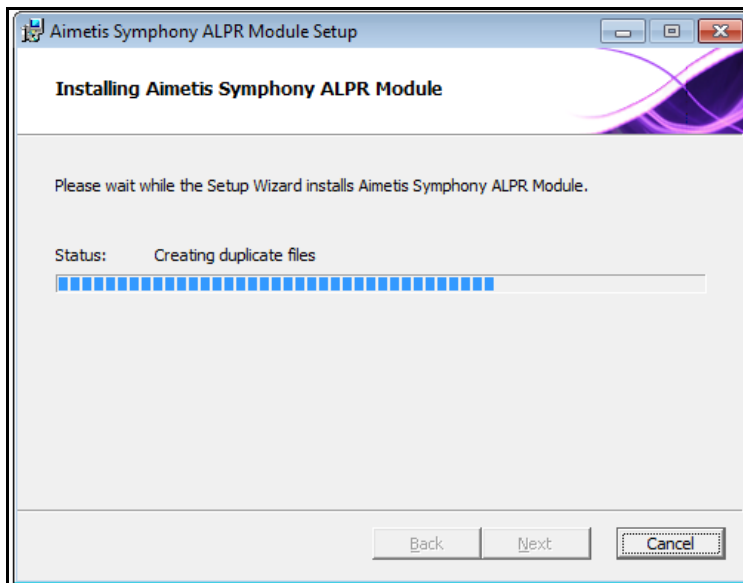 Aimetis Symphony ALPR Module Setup
Installing Aimetis Symphony ALPR Module
Please wait while the Setup Wizard installs Aimetis Symphony ALPR Module.
Status: Creating duplicate files
Back Next Cancel